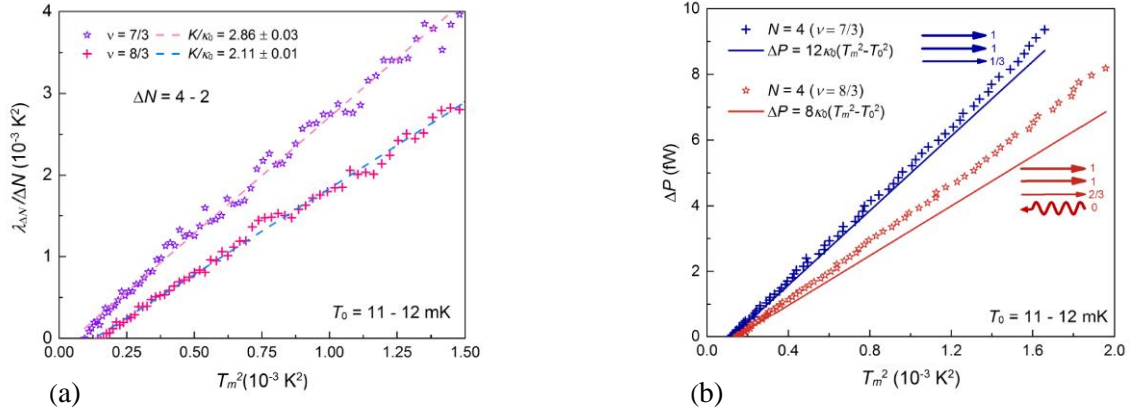 4
3
2
1
0
λΔN/ΔN (10⁻³ K²)
ν = 7/3 K/κ₀ = 2.86 ± 0.03
ν = 8/3 K/κ₀ = 2.11 ± 0.01
ΔN = 4 - 2
T₀ = 11 - 12 mK
0.00 0.25 0.50 0.75 1.00 1.25 1.50
Tₘ²(10⁻³ K²)
(a)
10
8
6
4
2
0
ΔP (fW)
N = 4 (ν = 7/3)
ΔP = 12κ₀(Tₘ²-T₀²)
N = 4 (ν = 8/3)
ΔP = 8κ₀(Tₘ²-T₀²)
1
1
1/3
1
1
2/3
0
T₀ = 11 - 12 mK
0.0 0.4 0.8 1.2 1.6 2.0
Tₘ² (10⁻³ K²)
(b)